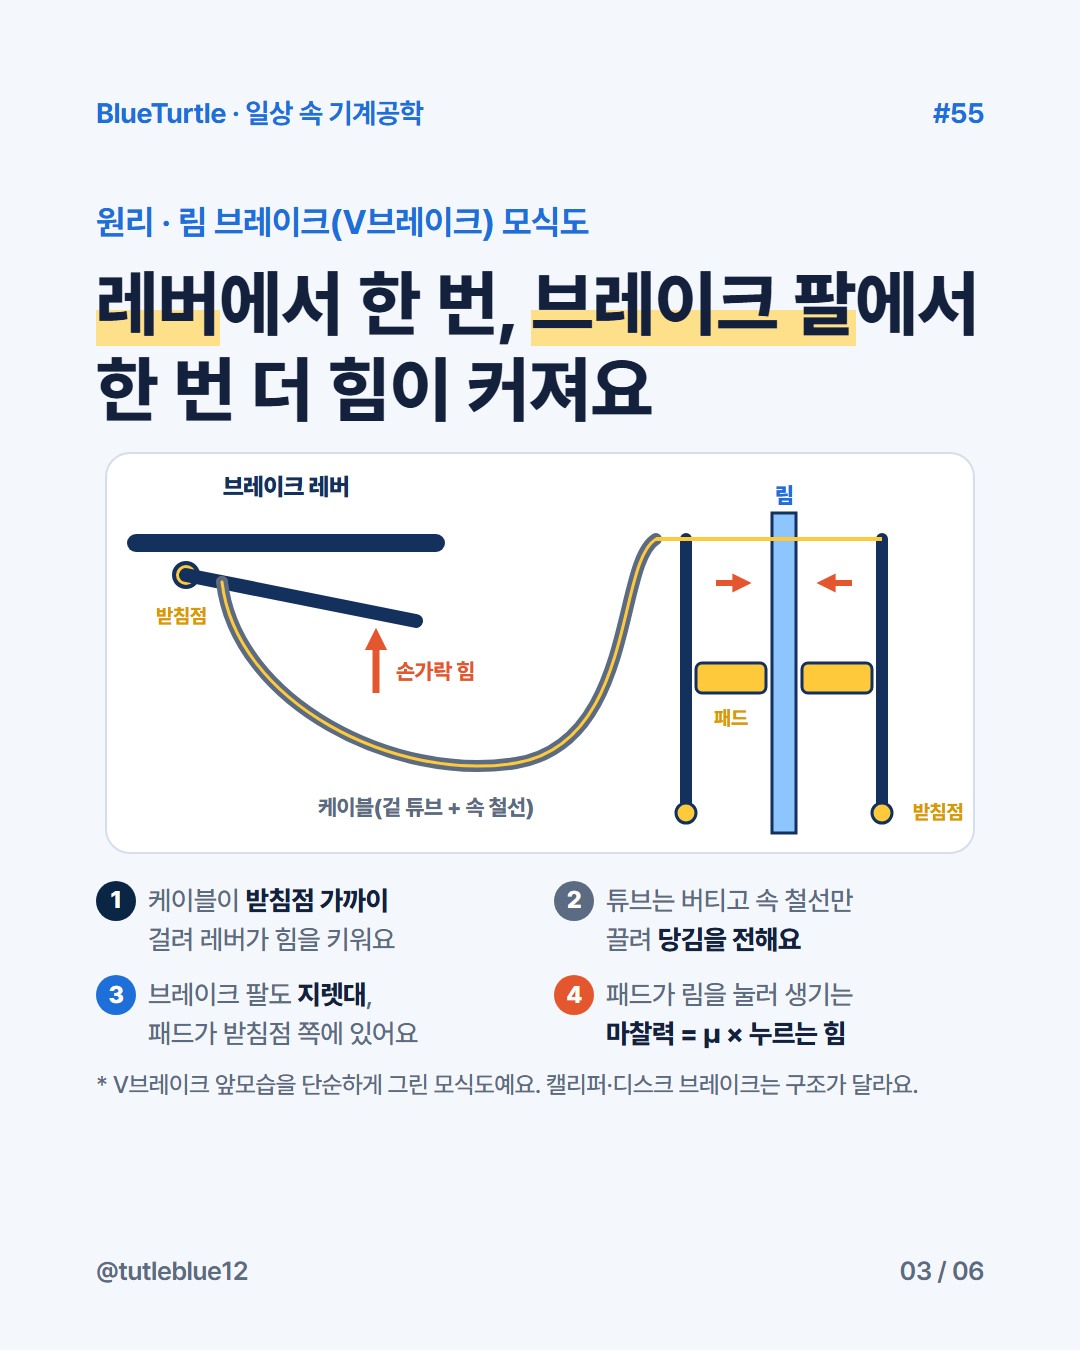 BlueTurtle · 일상 속 기계공학
#55
원리 · 림 브레이크(V브레이크) 모식도
레버에서 한 번, 브레이크 팔에서
한 번 더 힘이 커져요
브레이크 레버
림
받침점
손가락 힘
패드
케이블(겉 튜브 + 속 철선)
받침점
1 케이블이 받침점 가까이
걸려 레버가 힘을 키워요
2 튜브는 버티고 속 철선만
끌려 당김을 전해요
3 브레이크 팔도 지렛대,
패드가 받침점 쪽에 있어요
4 패드가 림을 눌러 생기는
마찰력 = μ × 누르는 힘
* V브레이크 앞모습을 단순하게 그린 모식도예요. 캘리퍼·디스크 브레이크는 구조가 달라요.
@tutleblue12
03 / 06